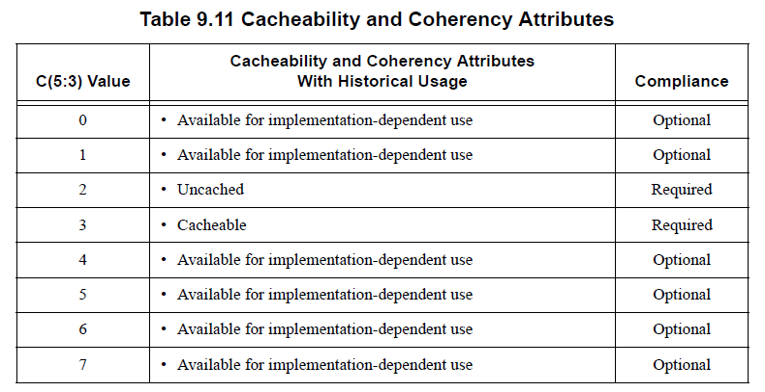 Table 9.11 Cacheability and Coherency Attributes
C(5:3) Value
Cacheability and Coherency Attributes
With Historical Usage
Compliance
0 • Available for implementation-dependent use Optional
1 • Available for implementation-dependent use Optional
2 • Uncached Required
3 • Cacheable Required
4 • Available for implementation-dependent use Optional
5 • Available for implementation-dependent use Optional
6 • Available for implementation-dependent use Optional
7 • Available for implementation-dependent use Optional